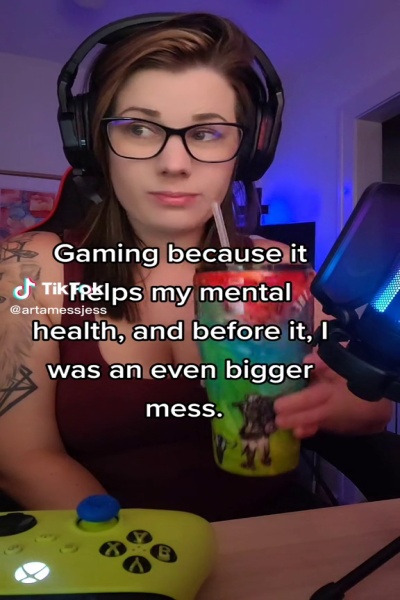 Gaming because it
TikTok
helps my mental
@artamessjess
health, and before it, I
was an even bigger
mess.
X
Y
B
A